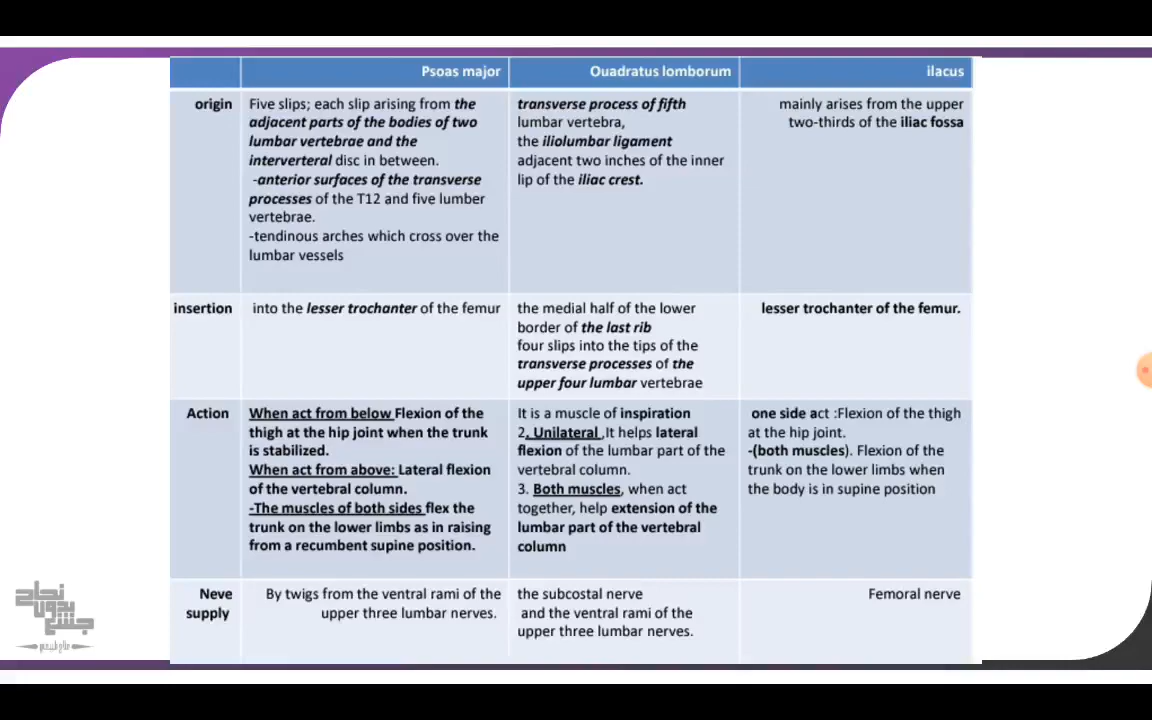 Psoas major
Ouadratus lomborum
ilacus
origin
Five slips; each slip arising from the
adjacent parts of the bodies of two
lumbar vertebrae and the
interverteral disc in between.
-anterior surfaces of the transverse
processes of the T12 and five lumber
vertebrae.
-tendinous arches which cross over the
lumbar vessels
transverse process of fifth
lumbar vertebra,
the iliolumbar ligament
adjacent two inches of the inner
lip of the iliac crest.
mainly arises from the upper
two-thirds of the iliac fossa
insertion
into the lesser trochanter of the femur
the medial half of the lower
border of the last rib
four slips into the tips of the
transverse processes of the
upper four lumbar vertebrae
lesser trochanter of the femur.
Action
When act from below Flexion of the
thigh at the hip joint when the trunk
is stabilized.
When act from above: Lateral flexion
of the vertebral column.
-The muscles of both sides flex the
trunk on the lower limbs as in raising
from a recumbent supine position.
It is a muscle of inspiration
2. Unilateral ,It helps lateral
flexion of the lumbar part of the
vertebral column.
3. Both muscles, when act
together, help extension of the
lumbar part of the vertebral
column
one side act :Flexion of the thigh
at the hip joint.
-(both muscles). Flexion of the
trunk on the lower limbs when
the body is in supine position
Neve
supply
By twigs from the ventral rami of the
upper three lumbar nerves.
the subcostal nerve
and the ventral rami of the
upper three lumbar nerves.
Femoral nerve
نجاح
بدون